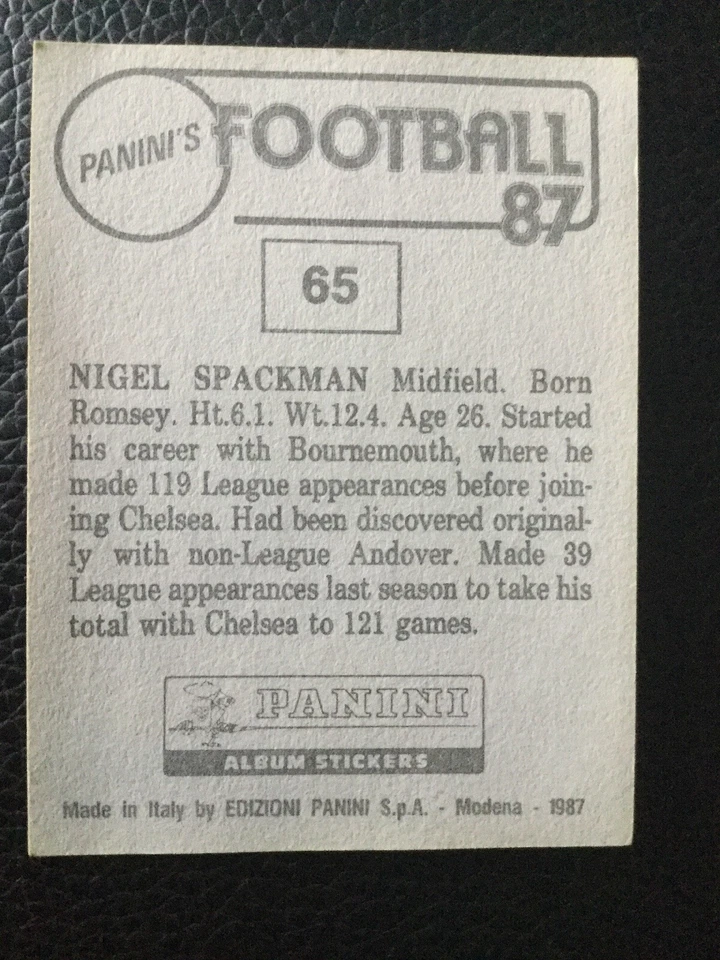 PANINI'S FOOTBALL
87
65
NIGEL SPACKMAN Midfield. Born
Romsey. Ht.6.1. Wt.12.4. Age 26. Started
his career with Bournemouth, where he
made 119 League appearances before join-
ing Chelsea. Had been discovered original-
ly with non-League Andover. Made 39
League appearances last season to take his
total with Chelsea to 121 games.
PANINI
ALBUM STICKERS
Made in Italy by EDIZIONI PANINI S.p.A. - Modena - 1987